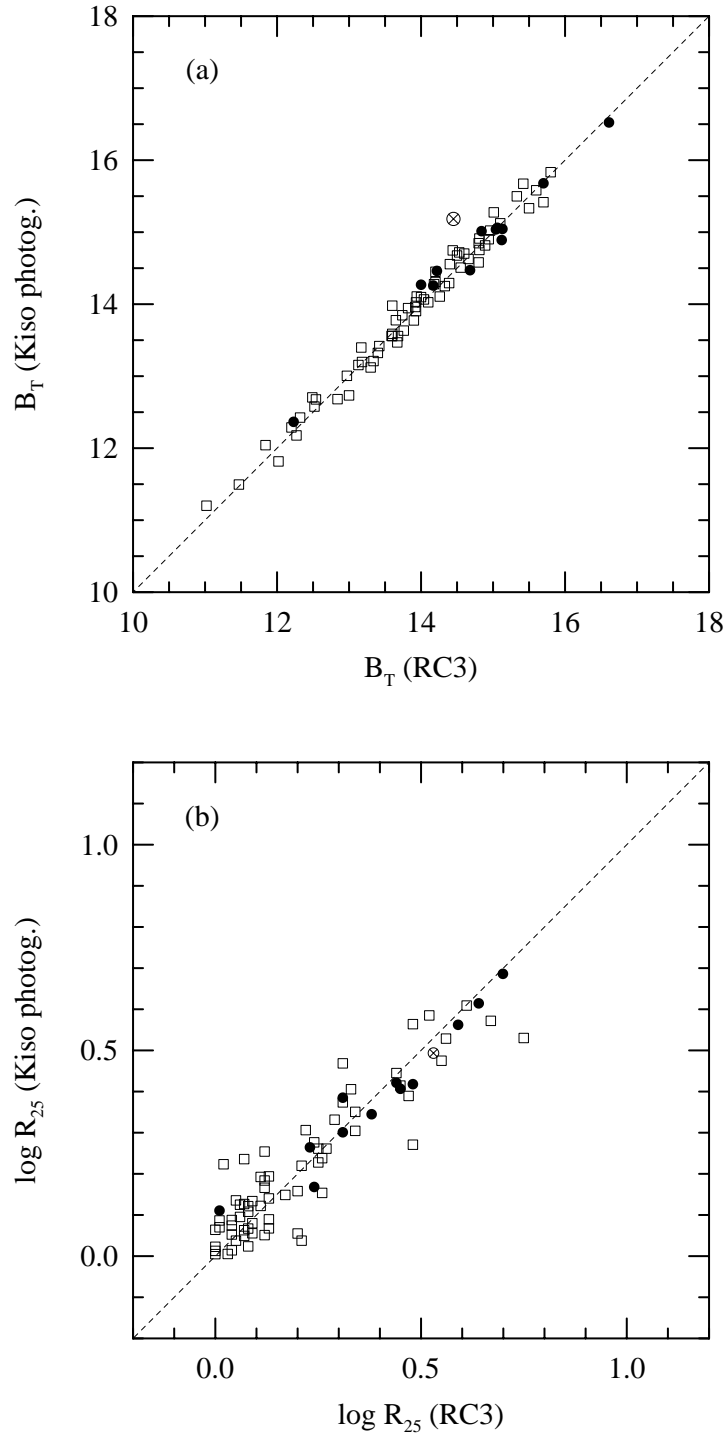 18
(a)
16
B_T (Kiso photog.)
14
12
10
10 12 14 16 18
B_T (RC3)
(b)
1.0
log R_25 (Kiso photog.)
0.5
0.0
0.0 0.5 1.0
log R_25 (RC3)